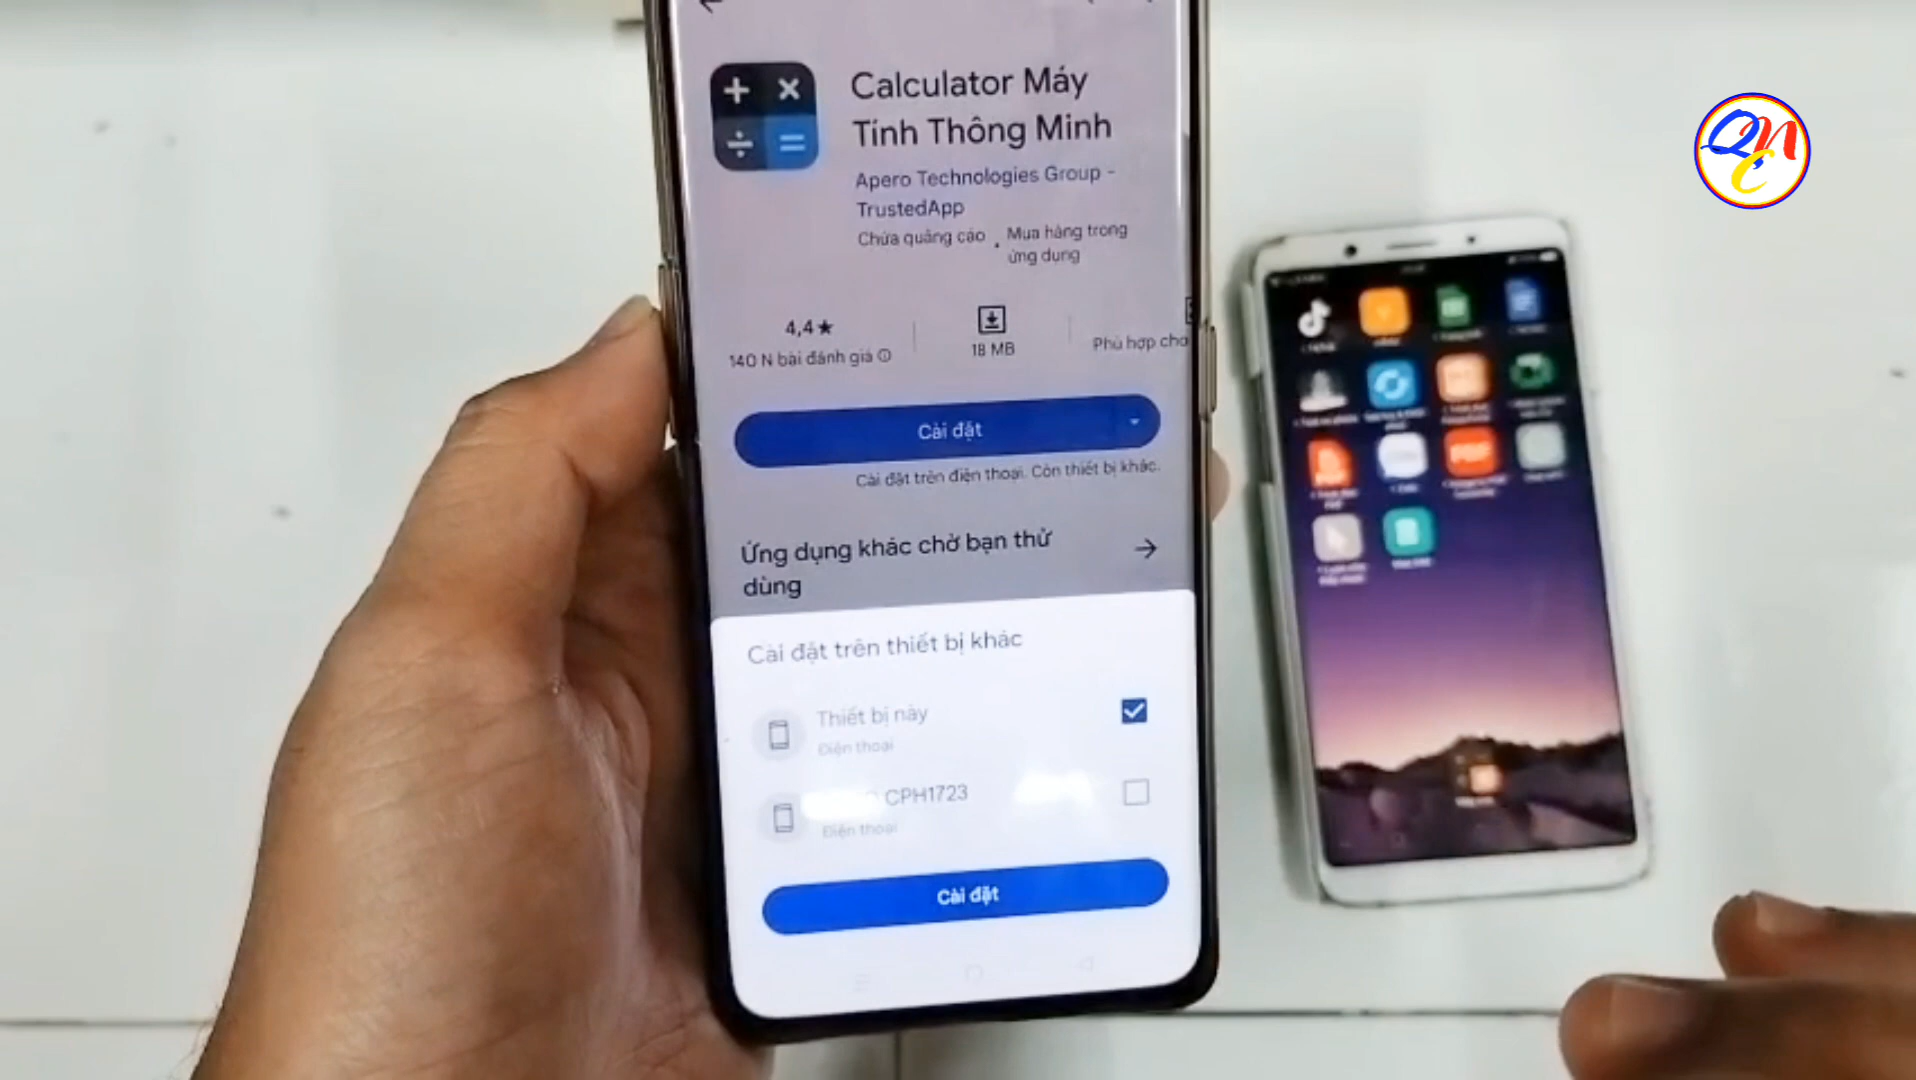 Calculator Máy
Tính Thông Minh
Apero Technologies Group -
TrustedApp
Chứa quảng cáo
Mua hàng trong
ứng dụng
4,4★
140 N bài đánh giá
18 MB
Phù hợp cho
Cài đặt
Cài đặt trên điện thoại. Còn thiết bị khác.
Ứng dụng khác chờ bạn thử
dùng
Cài đặt trên thiết bị khác
Thiết bị này
Điện thoại
CPH1723
Điện thoại
Cài đặt
QNC
PDF